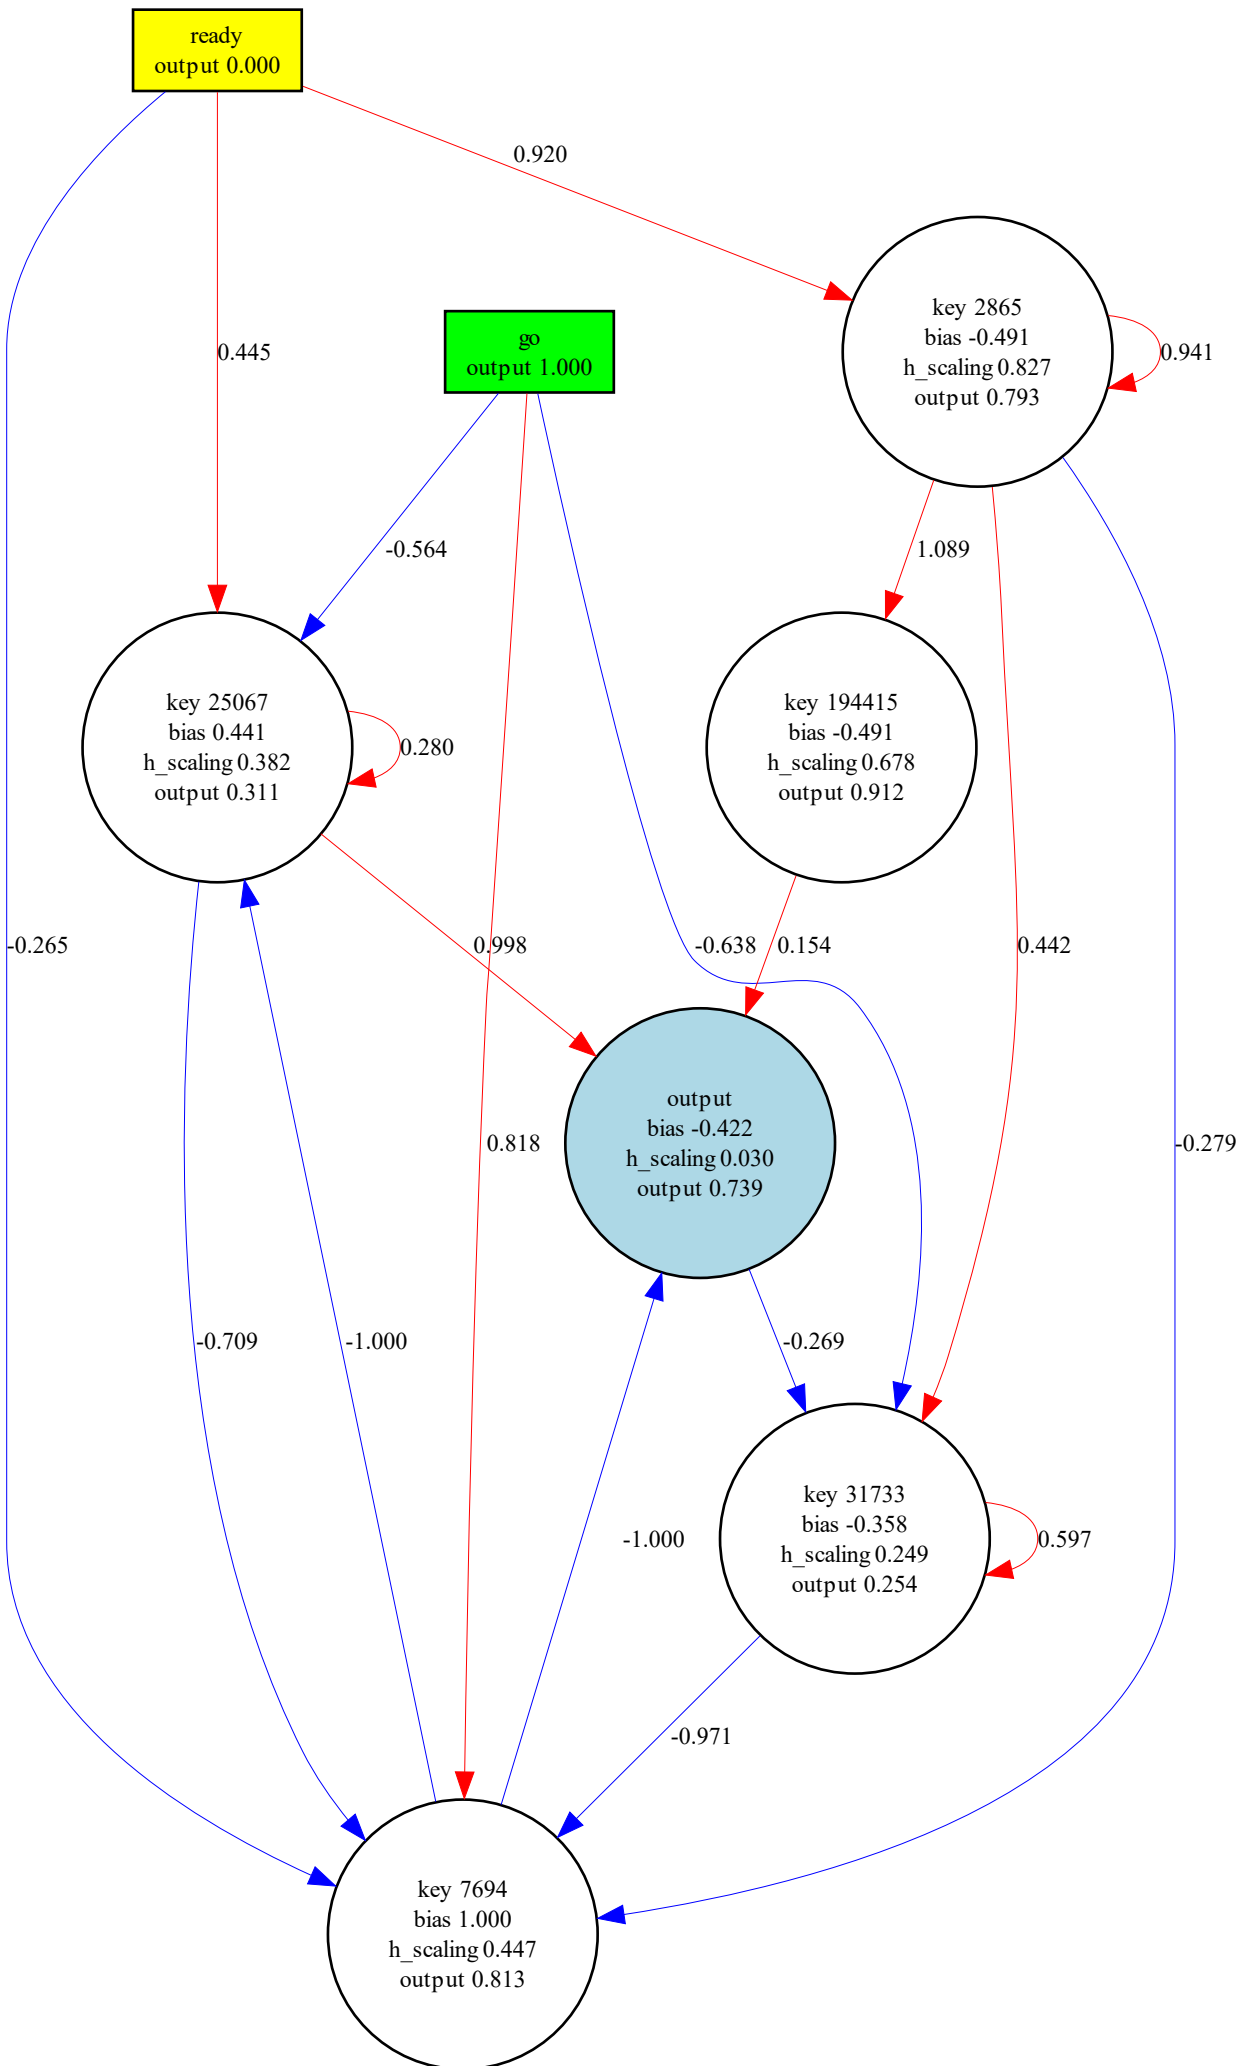 ready
output 0.000
0.920
key 2865
bias -0.491
h_scaling 0.827
output 0.793
0.941
0.445
go
output 1.000
-0.564
1.089
key 25067
bias 0.441
h_scaling 0.382
output 0.311
0.280
key 194415
bias -0.491
h_scaling 0.678
output 0.912
-0.265
0.998
-0.638
0.154
0.442
output
bias -0.422
h_scaling 0.030
output 0.739
0.818
-0.279
-0.709
-1.000
-0.269
key 31733
bias -0.358
h_scaling 0.249
output 0.254
0.597
-1.000
-0.971
key 7694
bias 1.000
h_scaling 0.447
output 0.813